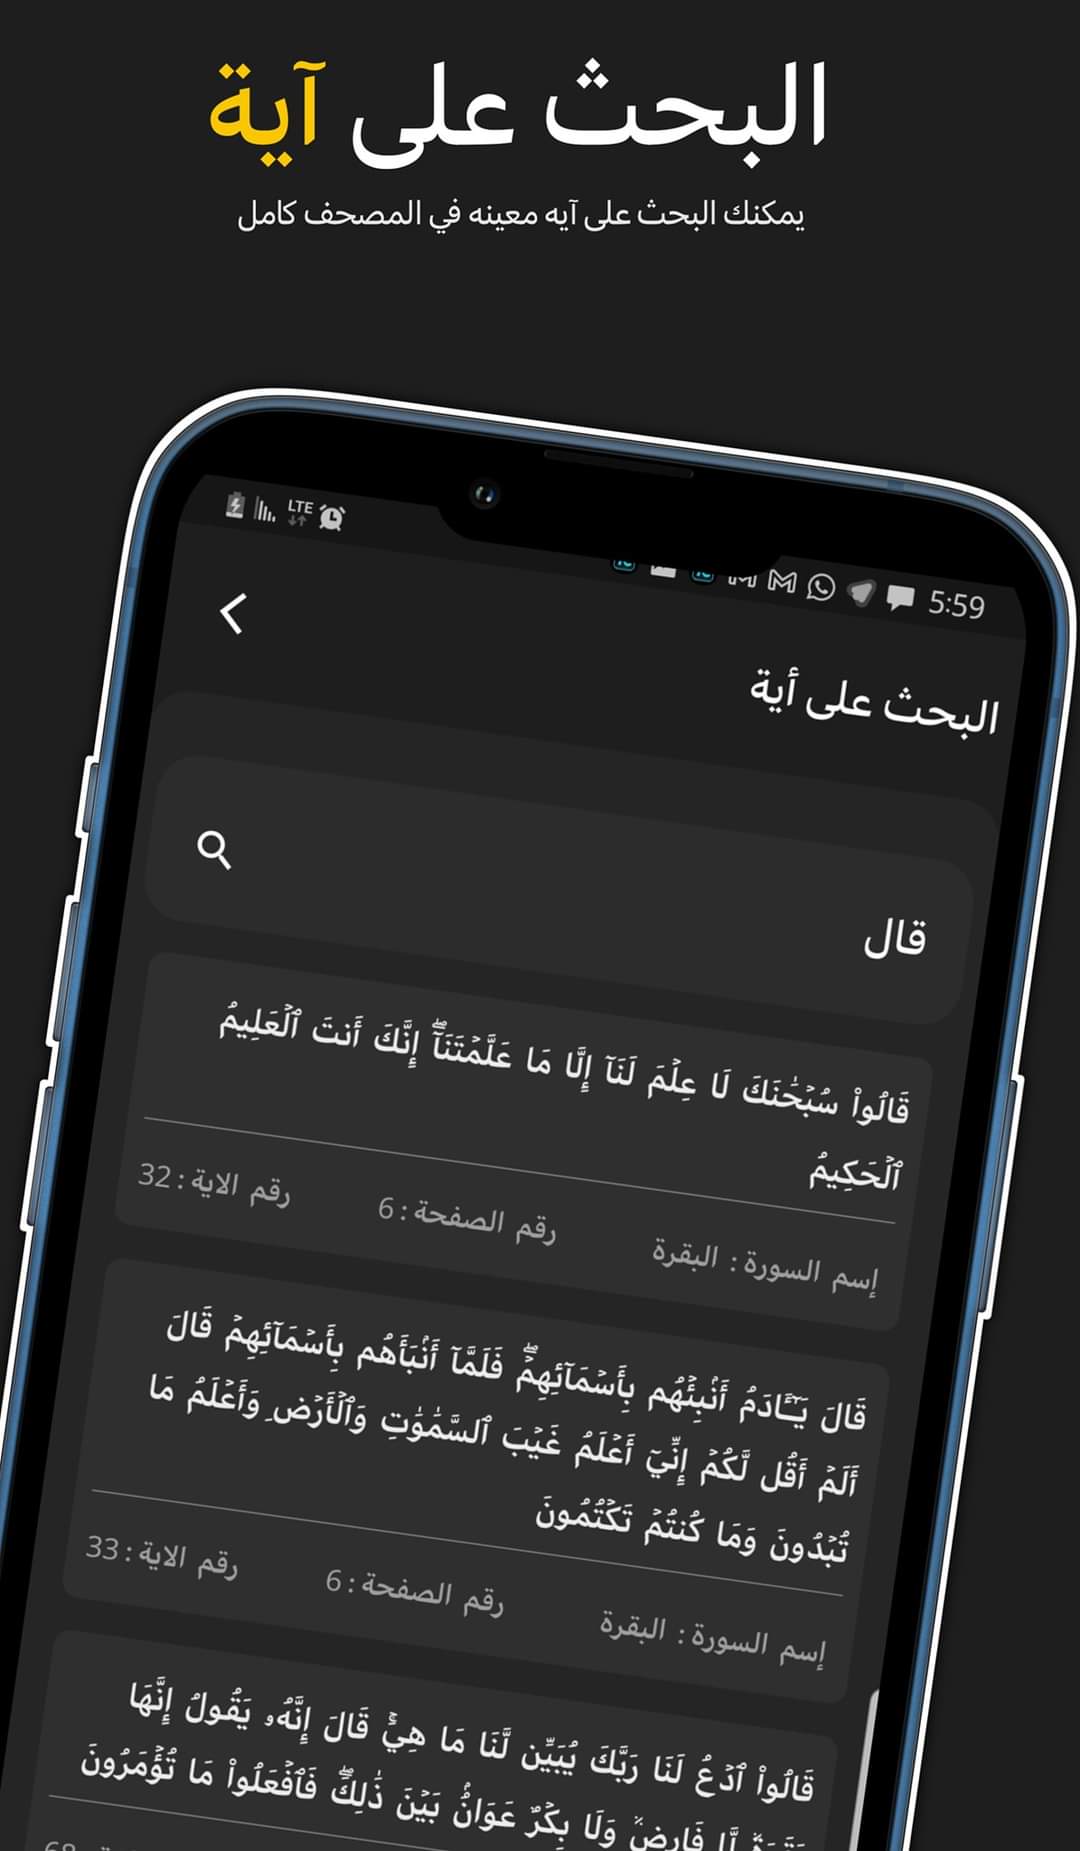 البحث على آية
يمكنك البحث على آيه معينه في المصحف كامل
LTE
5:59
البحث على أية
قال
قَالُوا۟ سُبۡحَٰنَكَ لَا عِلۡمَ لَنَآ إِلَّا مَا عَلَّمۡتَنَآۖ إِنَّكَ أَنتَ ٱلۡعَلِيمُ
ٱلۡحَكِيمُ
إسم السورة : البقرة رقم الصفحة : 6 رقم الاية : 32
قَالَ يَـٰٓـَٔادَمُ أَنۢبِئۡهُم بِأَسۡمَآئِهِمۡۖ فَلَمَّآ أَنۢبَأَهُم بِأَسۡمَآئِهِمۡ قَالَ
أَلَمۡ أَقُل لَّكُمۡ إِنِّيٓ أَعۡلَمُ غَيۡبَ ٱلسَّمَٰوَٰتِ وَٱلۡأَرۡضِ وَأَعۡلَمُ مَا
تُبۡدُونَ وَمَا كُنتُمۡ تَكۡتُمُونَ
إسم السورة : البقرة رقم الصفحة : 6 رقم الاية : 33
قَالُوا۟ ٱدۡعُ لَنَا رَبَّكَ يُبَيِّن لَّنَا مَا هِيَۚ قَالَ إِنَّهُۥ يَقُولُ إِنَّهَا
بَقَرَةٞ لَّا فَارِضٞ وَلَا بِكۡرٌ عَوَانُۢ بَيۡنَ ذَٰلِكَۖ فَٱفۡعَلُوا۟ مَا تُؤۡمَرُونَ
68